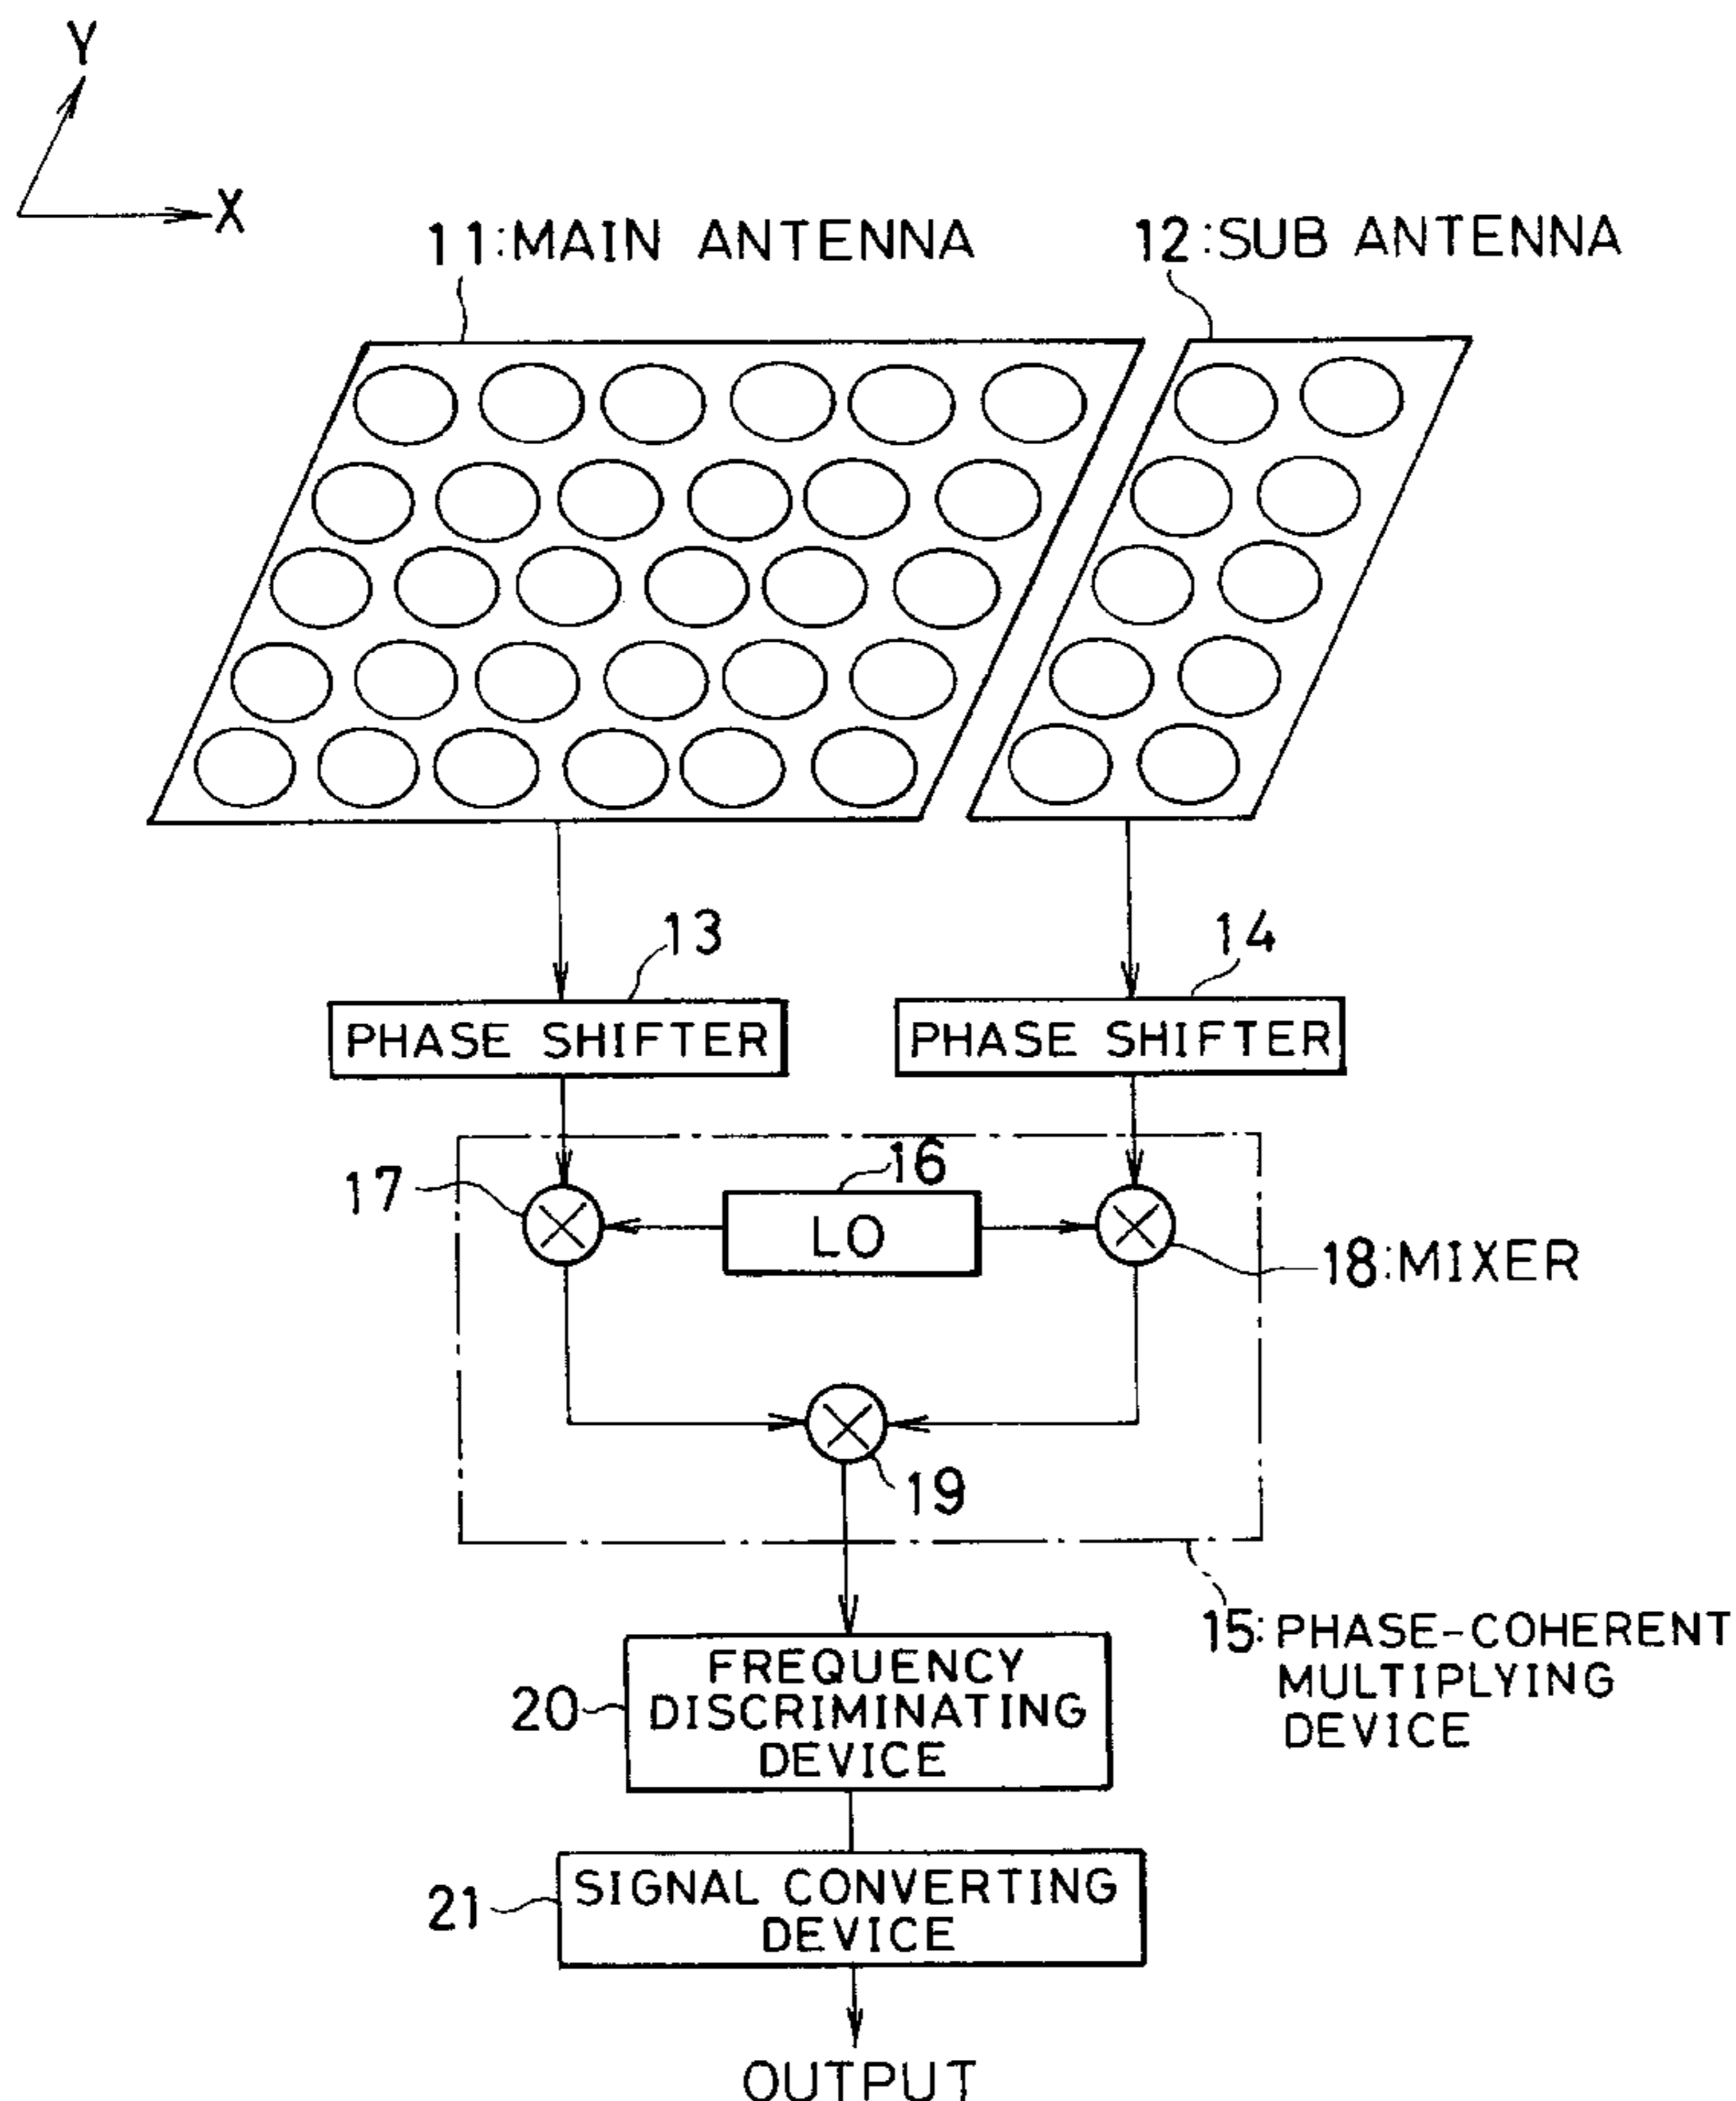 Y
X
11:MAIN ANTENNA
12:SUB ANTENNA
13
14
PHASE SHIFTER
PHASE SHIFTER
16
17
LO
18:MIXER
19
15:PHASE-COHERENT
MULTIPLYING
DEVICE
20
FREQUENCY
DISCRIMINATING
DEVICE
21
SIGNAL CONVERTING
DEVICE
OUTPUT